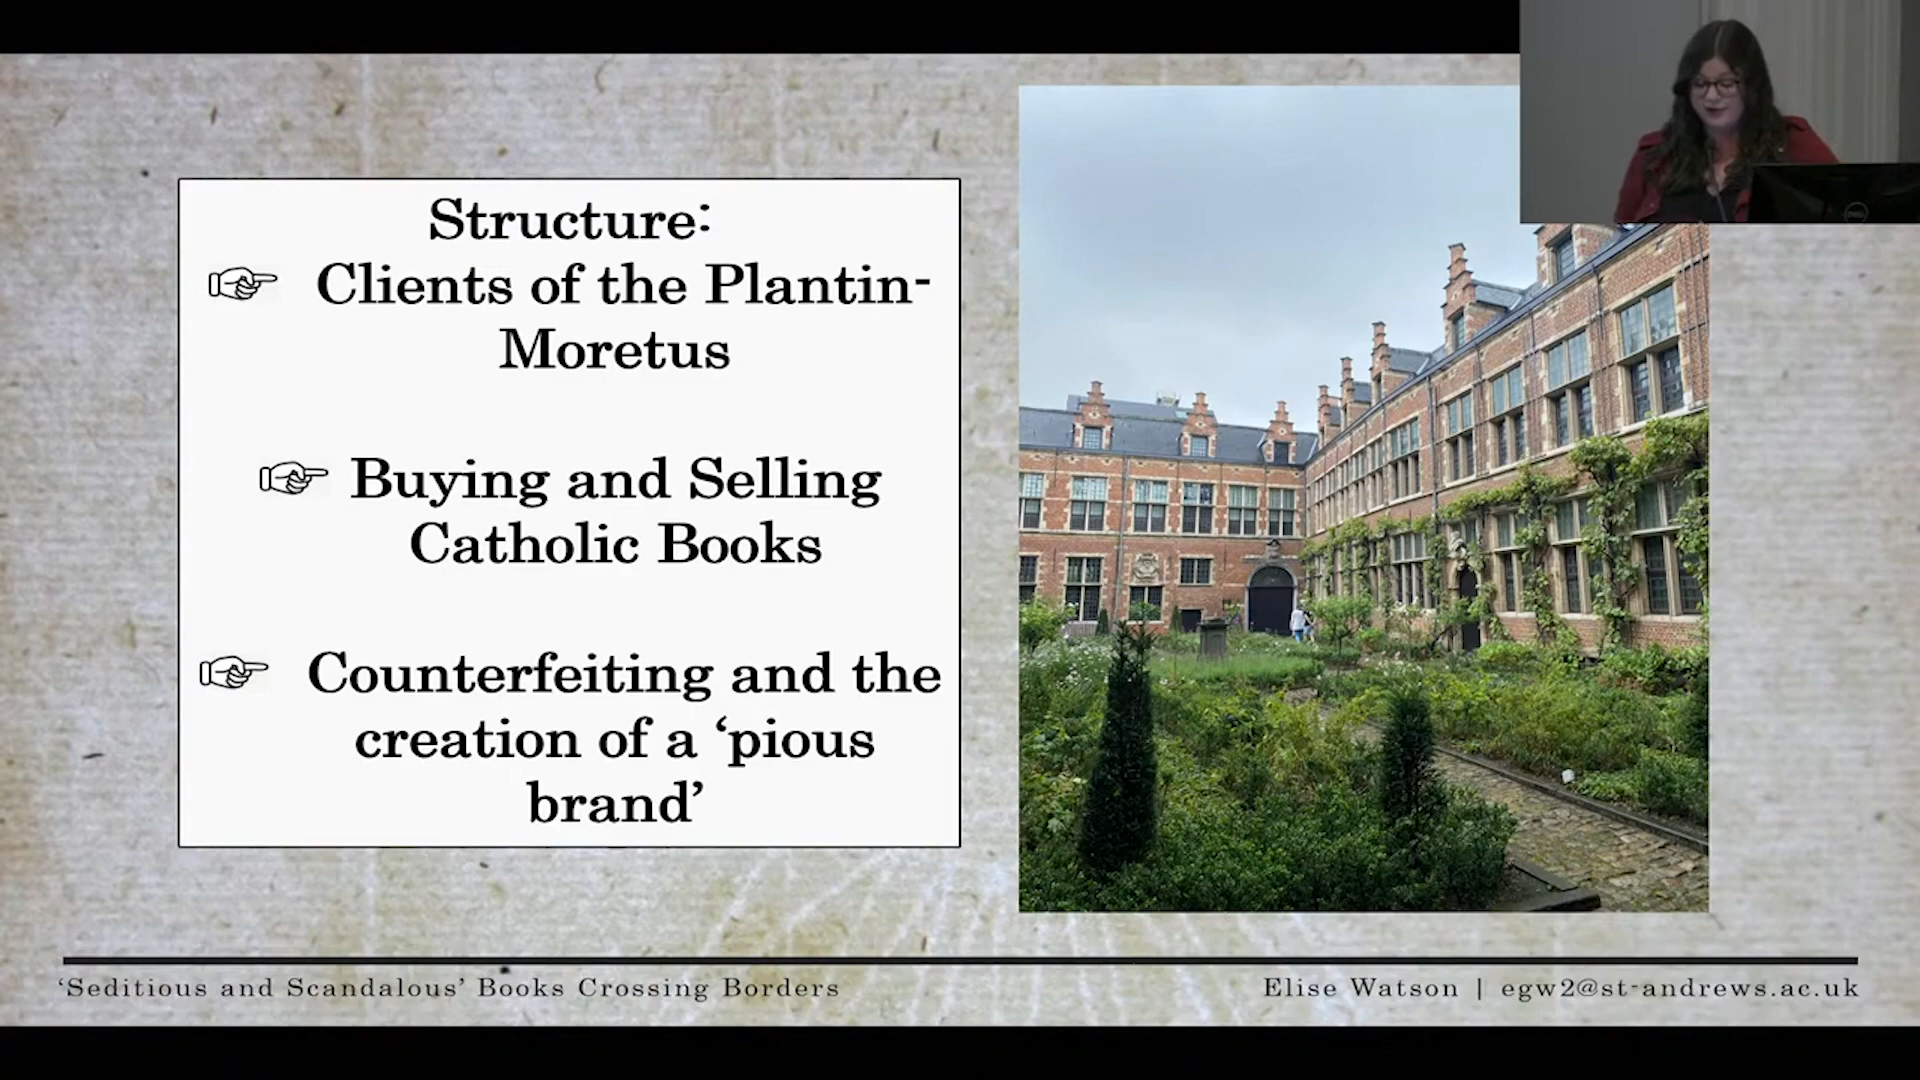 Structure:
☞ Clients of the Plantin-
Moretus
☞ Buying and Selling
Catholic Books
☞ Counterfeiting and the
creation of a ‘pious
brand’
‘Seditious and Scandalous’ Books Crossing Borders
Elise Watson | egw2@st-andrews.ac.uk
DELL